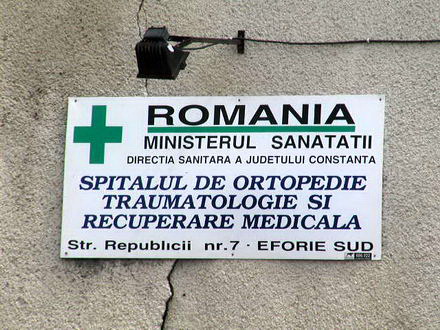 ROMANIA
MINISTERUL SANATATII
DIRECTIA SANITARA A JUDETULUI CONSTANTA
SPITALUL DE ORTOPEDIE
TRAUMATOLOGIE SI
RECUPERARE MEDICALA
Str. Republicii nr.7 · EFORIE SUD